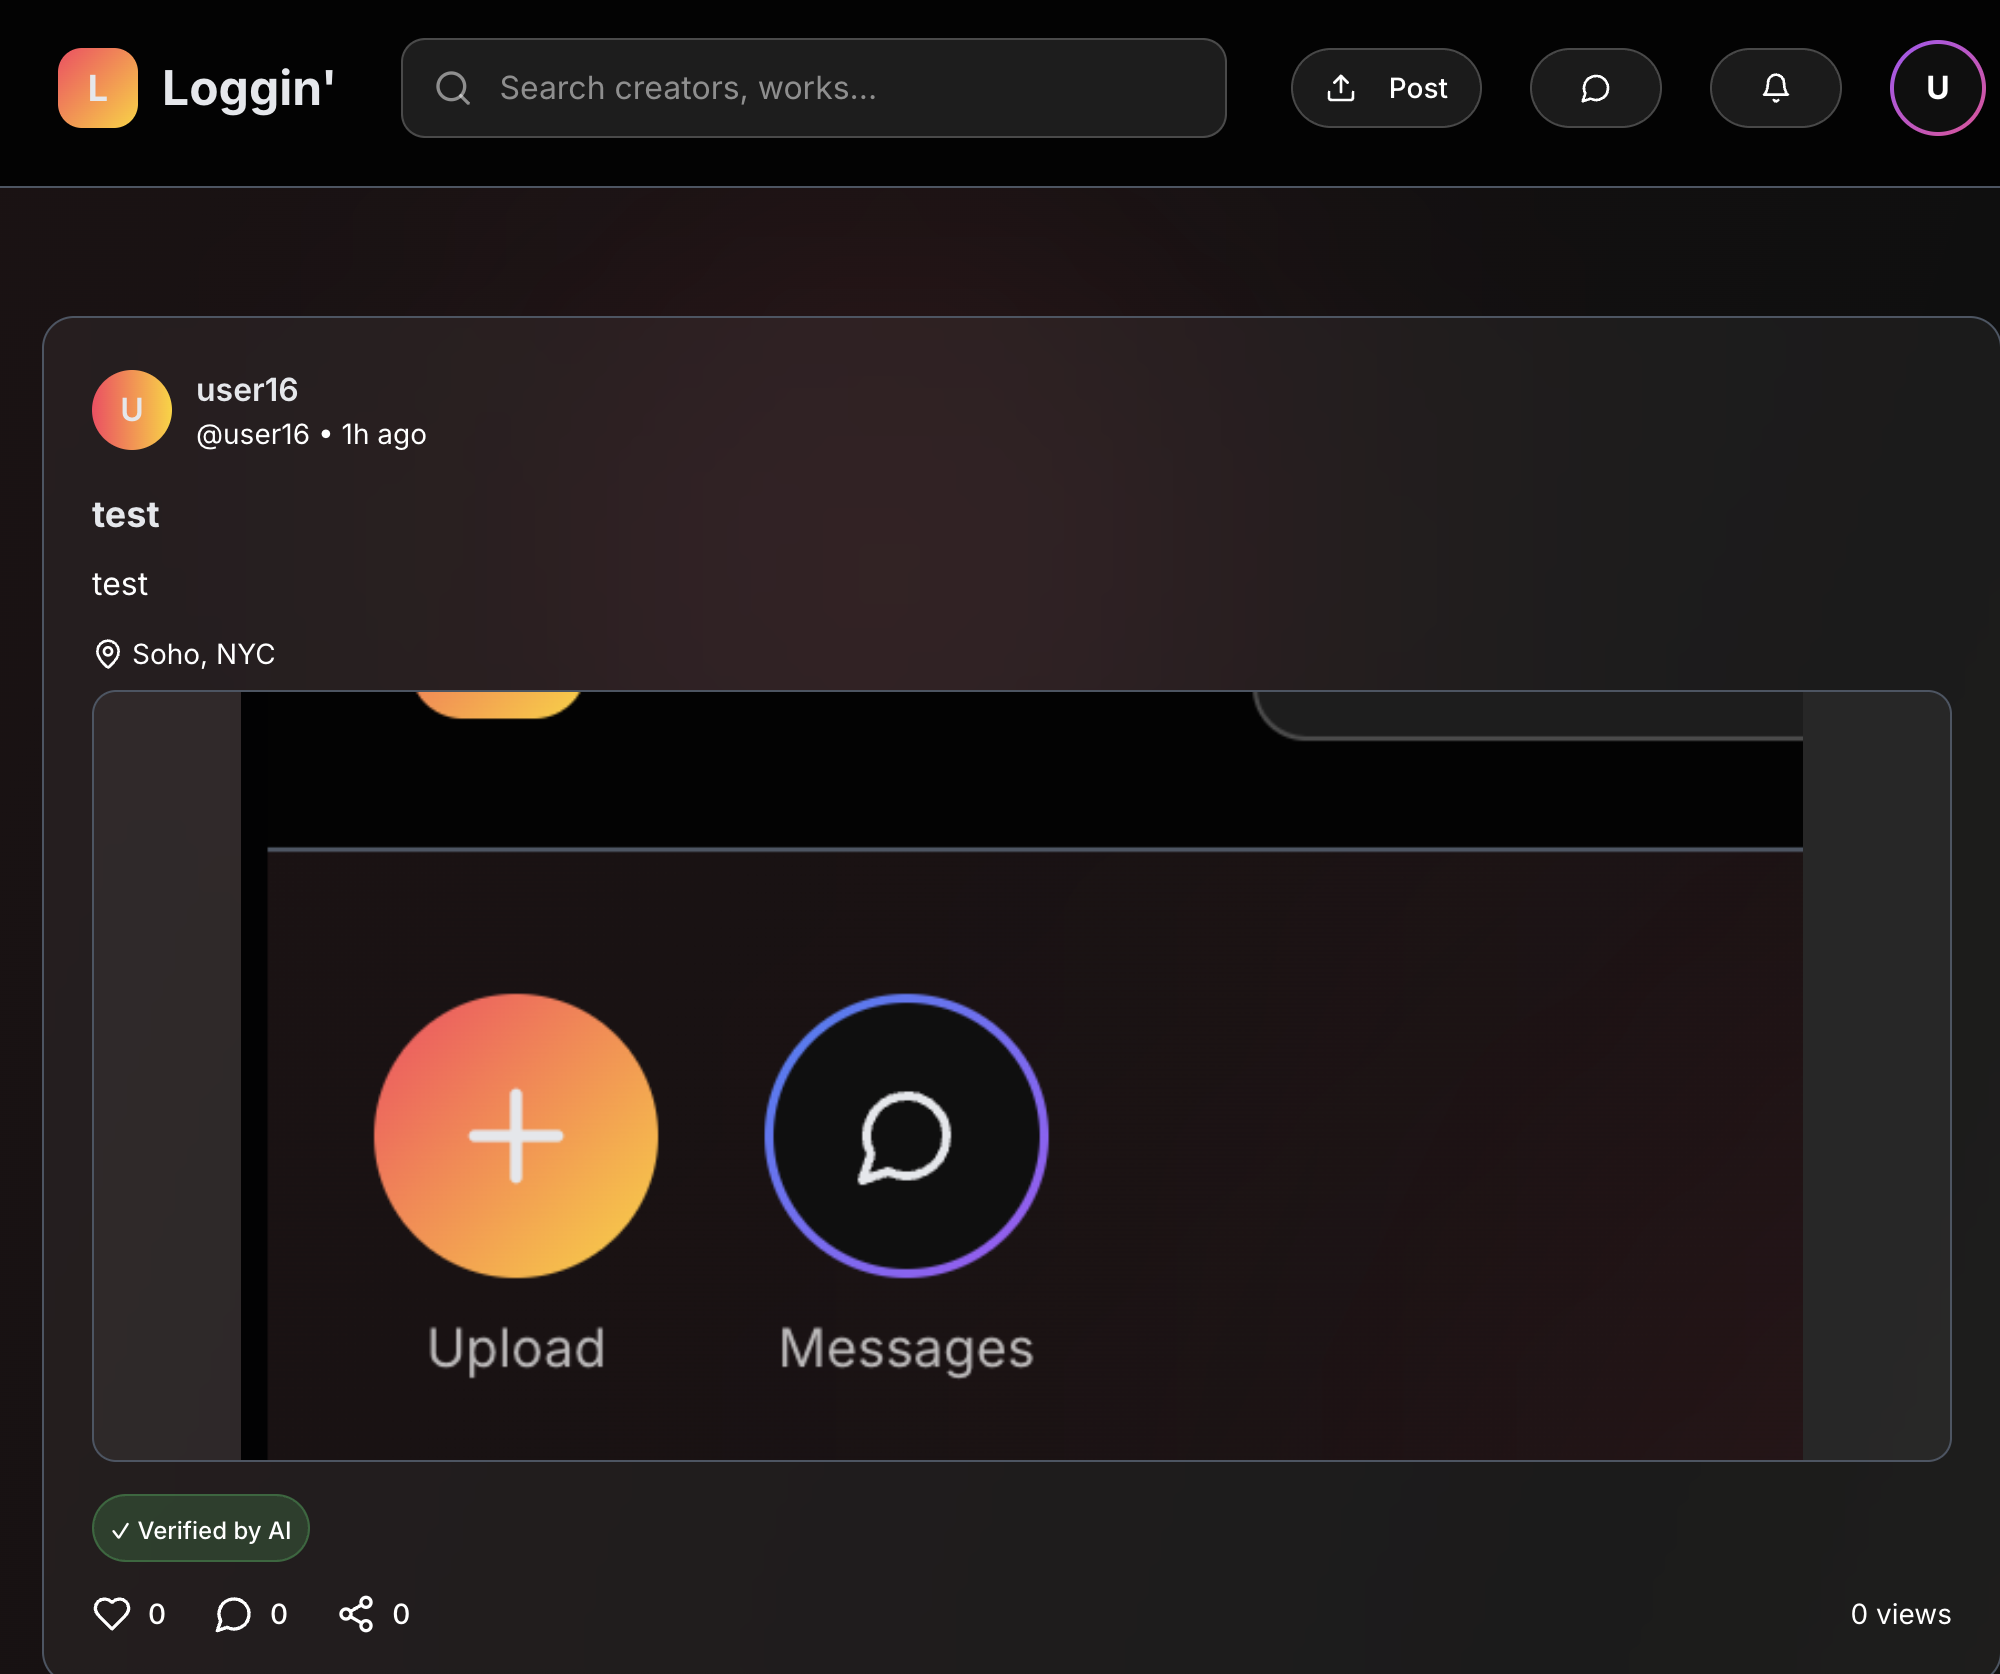 L Loggin' Search creators, works... Post U
U user16
@user16 • 1h ago
test
test
Soho, NYC
Upload Messages
✓ Verified by AI
0 0 0 0 views